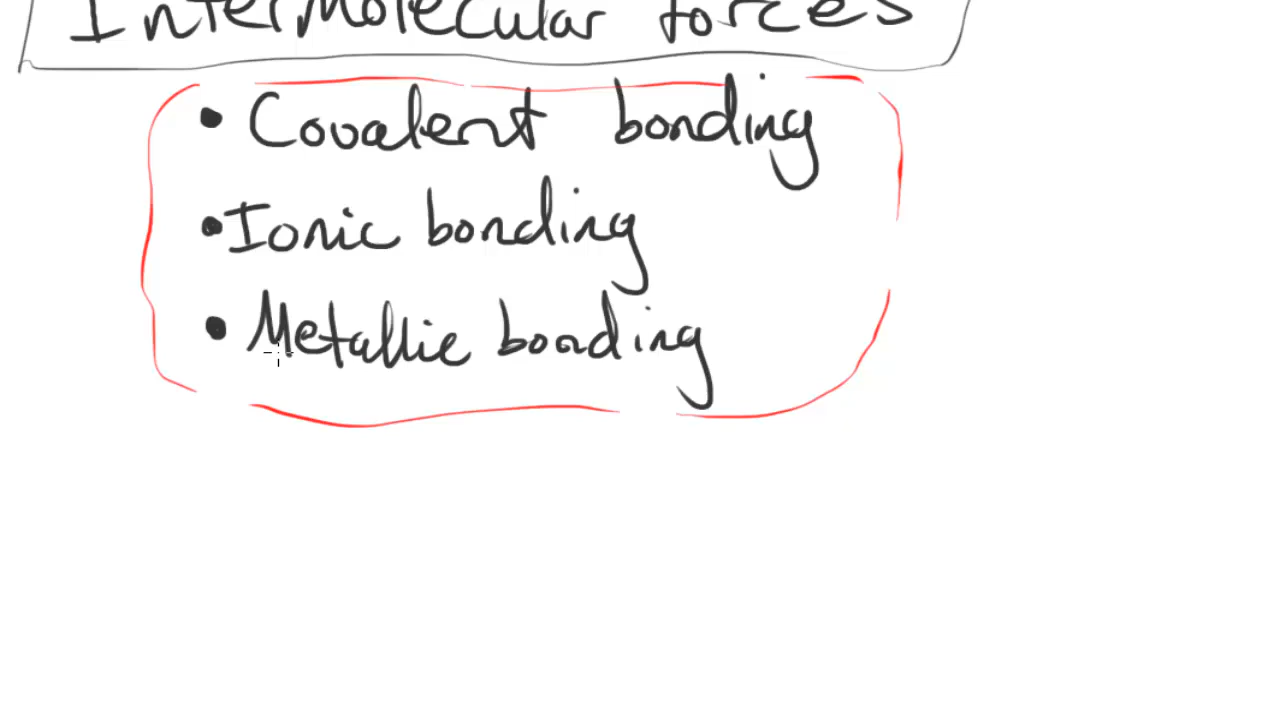 Intermolecular forces
• Covalent bonding
• Ionic bonding
• Metallic bonding